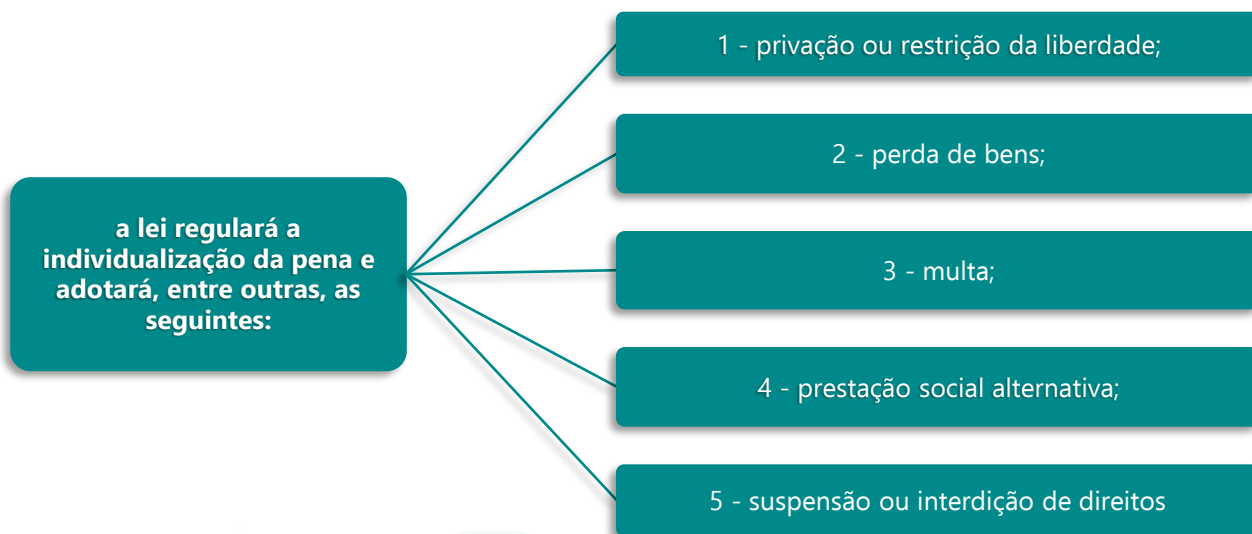 a lei regulará a
individualização da pena e
adotará, entre outras, as
seguintes:
1 - privação ou restrição da liberdade;
2 - perda de bens;
3 - multa;
4 - prestação social alternativa;
5 - suspensão ou interdição de direitos